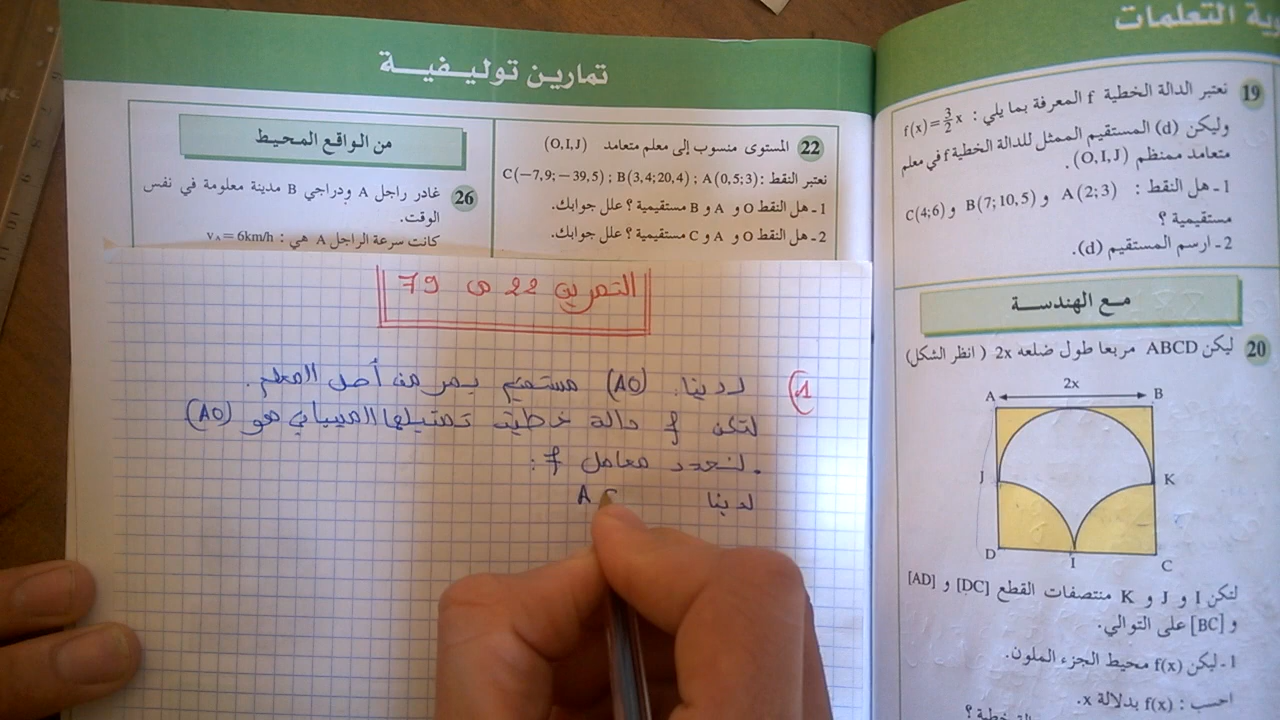 ـوية التعلمات
19 نعتبر الدالة الخطية f المعرفة بما يلي : f(x)=3/2 x
وليكن (d) المستقيم الممثل للدالة الخطية f في معلم
متعامد ممنظم (O,I,J) .
1 - هل النقط : A(2;3) و B(7;10,5) و C(4;6)
مستقيمية ؟
2 - ارسم المستقيم (d).
مـع الهندسـة
20 ليكن ABCD مربعا طول ضلعه 2x ( انظر الشكل)
2x
A B
J K
D I C
لتكن I و J و K منتصفات القطع [DC] و [AD]
و [BC] على التوالي.
1 - ليكن f(x) محيط الجزء الملون.
احسب : f(x) بدلالة x.
تمارين توليـفيـة
22 المستوى منسوب إلى معلم متعامد (O,I,J)
نعتبر النقط : A(0,5;3) ; B(3,4;20,4) ; C(−7,9;−39,5)
1 - هل النقط O و A و B مستقيمية ؟ علل جوابك.
2 - هل النقط O و A و C مستقيمية ؟ علل جوابك.
من الواقع المحيط
26 غادر راجل A ودراجي B مدينة معلومة في نفس
الوقت.
كانت سرعة الراجل A هي : vA = 6km/h
التمرين 22 ص 79
1) لدينا. (AO) مستقيم يمر من أصل المعلم.
لتكن f دالة خطية تمثيلها المبياني هو (AO)
. لنحدد معامل f :
لدينا A